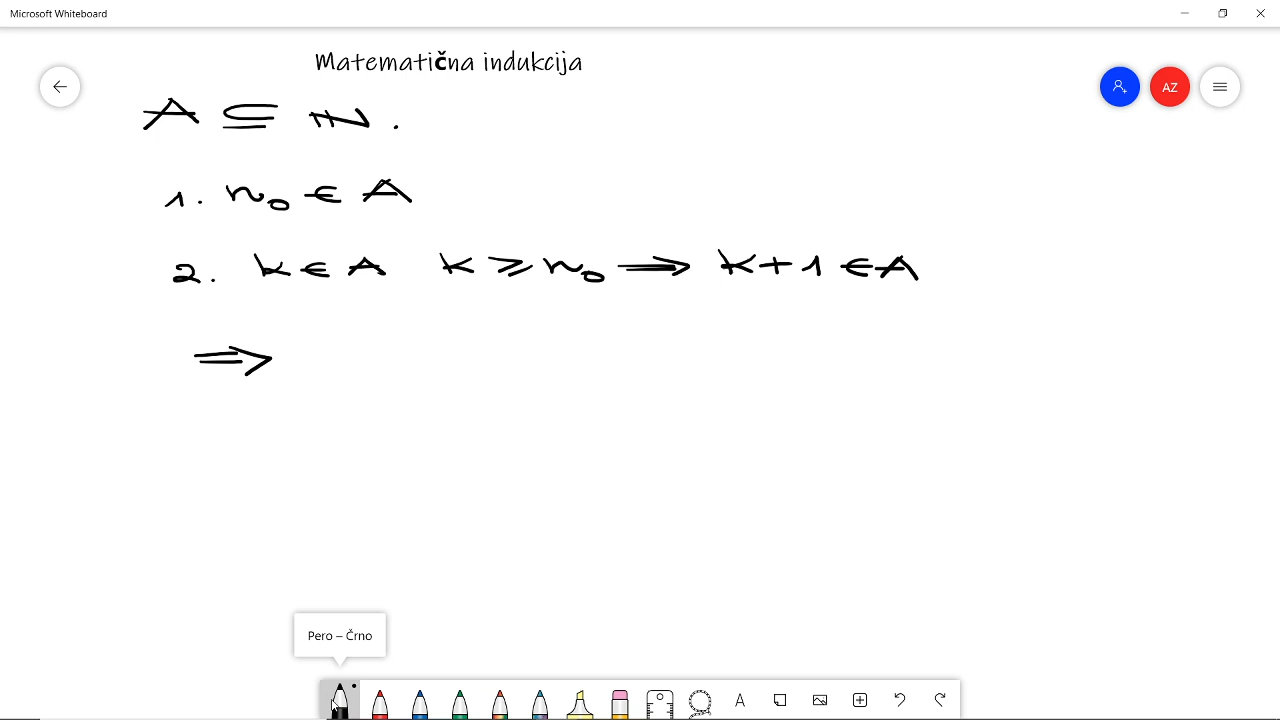 Microsoft Whiteboard
Matematična indukcija
AZ
A ⊆ ℕ.
1. n₀ ∈ A
2. k ∈ A k ⩾ n₀ ⟹ k+1 ∈ A
⟹
Pero – Črno
A